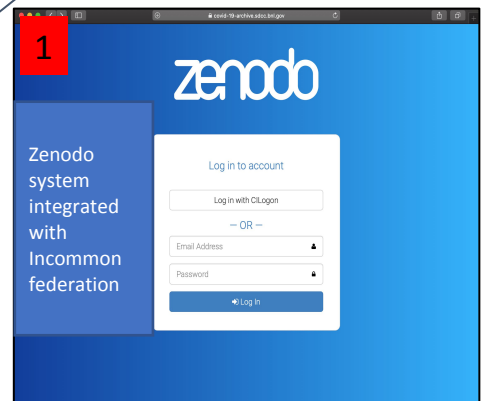 covid-19-archive.sdcc.bnl.gov
1
zenodo
Zenodo
system
integrated
with
Incommon
federation
Log in to account
Log in with CILogon
— OR —
Email Address
Password
Log In